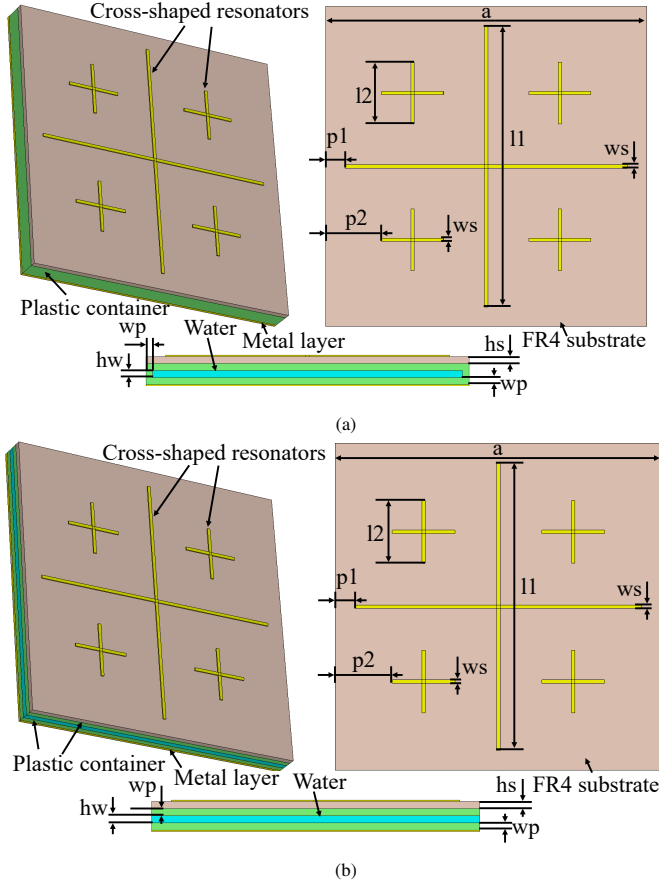 Cross-shaped resonators
a
l2
l1
p1
ws
p2
ws
Plastic container
wp
Water
Metal layer
FR4 substrate
hw
hs
wp
(a)
Cross-shaped resonators
a
l2
l1
p1
ws
p2
ws
Plastic container
wp
Metal layer
Water
hs
FR4 substrate
hw
wp
(b)